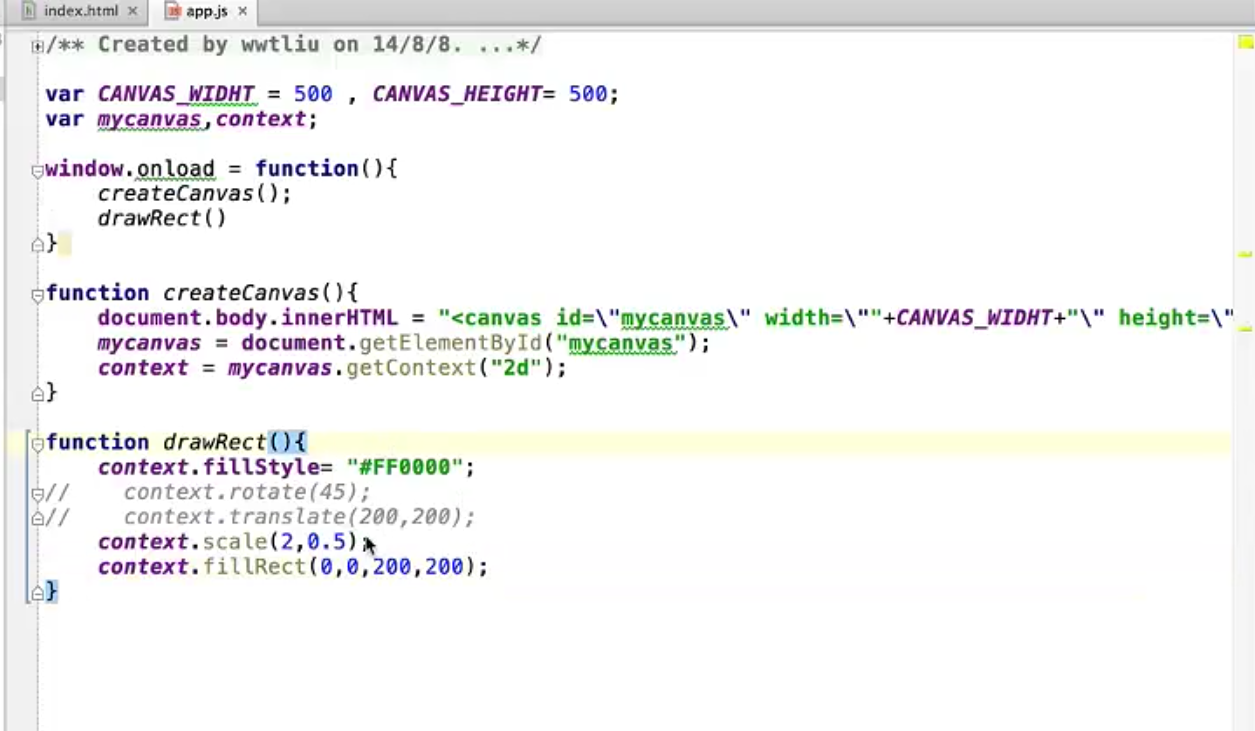 index.html
app.js
/** Created by wwtliu on 14/8/8. ...*/
var CANVAS_WIDHT = 500 , CANVAS_HEIGHT= 500;
var mycanvas,context;
window.onload = function(){
createCanvas();
drawRect()
}
function createCanvas(){
document.body.innerHTML = "<canvas id=\"mycanvas\" width=\""+CANVAS_WIDHT+"\" height=\"
mycanvas = document.getElementById("mycanvas");
context = mycanvas.getContext("2d");
}
function drawRect(){
context.fillStyle= "#FF0000";
//    context.rotate(45);
//    context.translate(200,200);
context.scale(2,0.5);
context.fillRect(0,0,200,200);
}